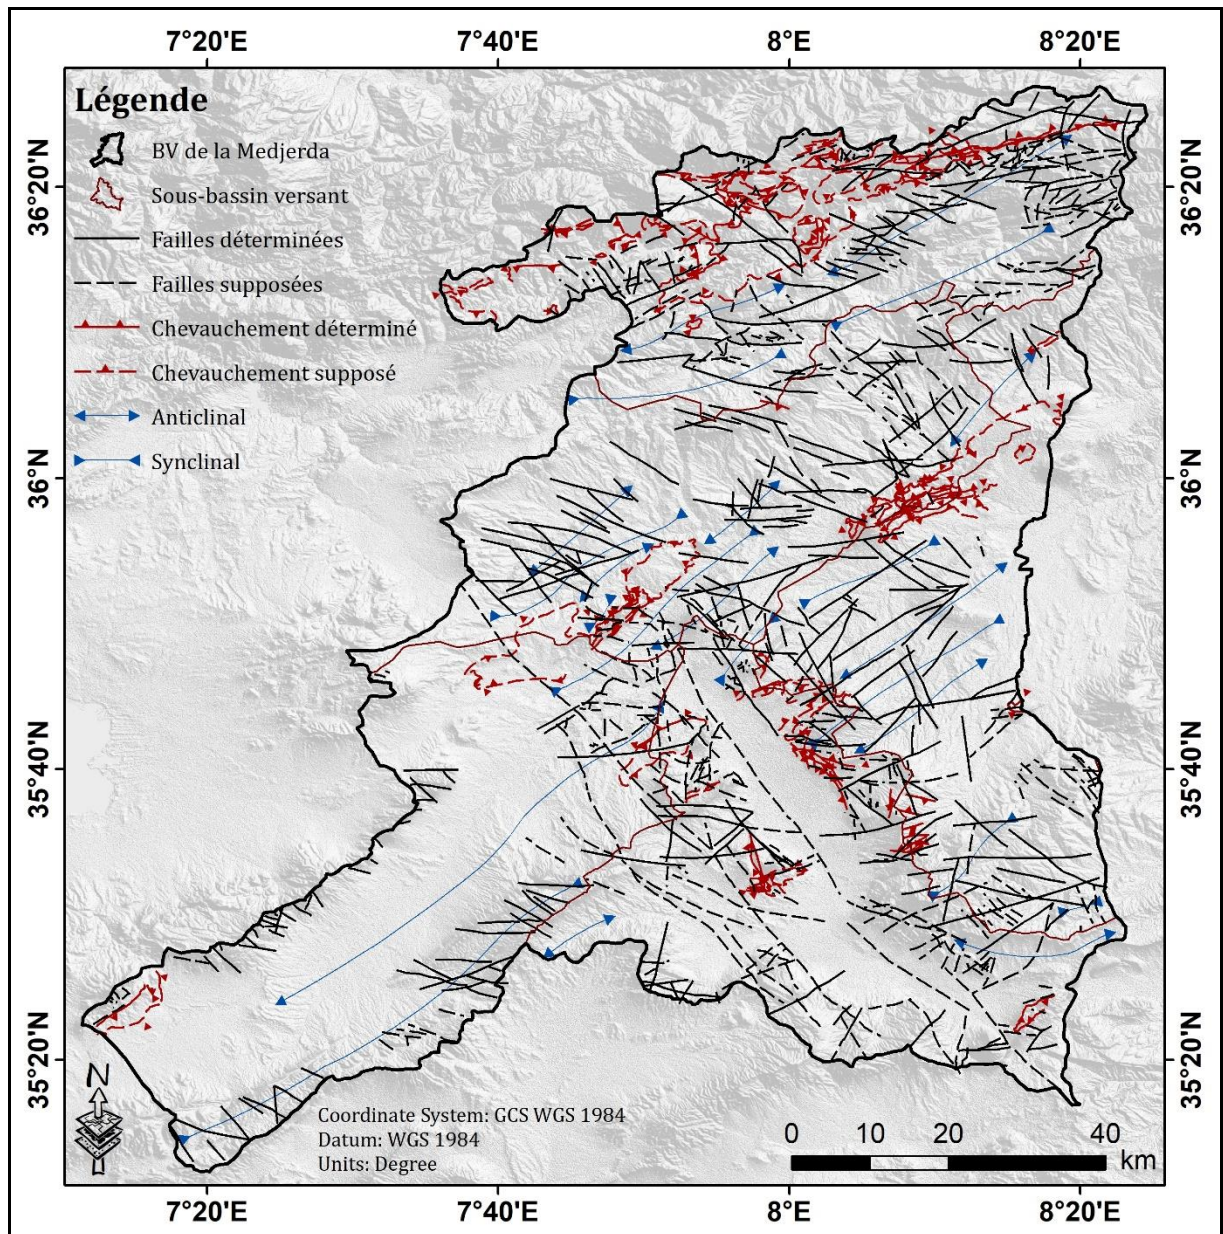 7°20'E 7°40'E 8°E 8°20'E
Légende
BV de la Medjerda
Sous-bassin versant
Failles déterminées
Failles supposées
Chevauchement déterminé
Chevauchement supposé
Anticlinal
Synclinal
36°20'N 36°20'N
36°N 36°N
35°40'N 35°40'N
35°20'N 35°20'N
N
Coordinate System: GCS WGS 1984
Datum: WGS 1984
Units: Degree
0 10 20 40
km
7°20'E 7°40'E 8°E 8°20'E